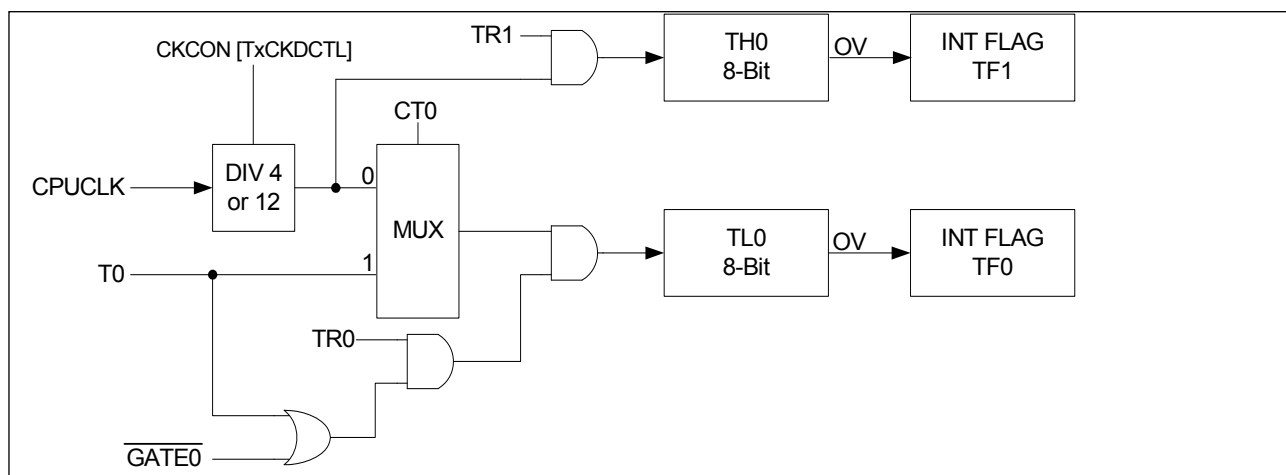 CKCON [TxCKDCTL]
TR1
TH0
8-Bit
OV
INT FLAG
TF1
CT0
CPUCLK
DIV 4
or 12
0
MUX
1
T0
TL0
8-Bit
OV
INT FLAG
TF0
TR0
GATE0